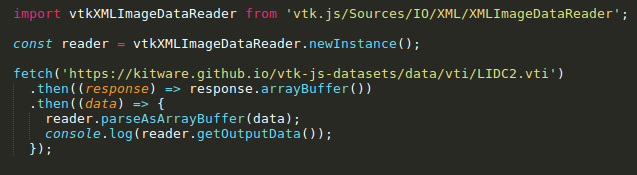 import vtkXMLImageDataReader from 'vtk.js/Sources/IO/XML/XMLImageDataReader';
const reader = vtkXMLImageDataReader.newInstance();
fetch('https://kitware.github.io/vtk-js-datasets/data/vti/LIDC2.vti')
  .then((response) => response.arrayBuffer())
  .then((data) => {
    reader.parseAsArrayBuffer(data);
    console.log(reader.getOutputData());
  });